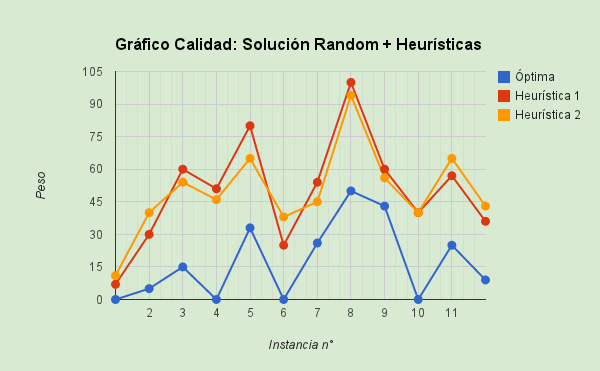 Gráfico Calidad: Solución Random + Heurísticas
Óptima
Heurística 1
Heurística 2
Peso
105
90
75
60
45
30
15
0
2 3 4 5 6 7 8 9 10 11
Instancia n°